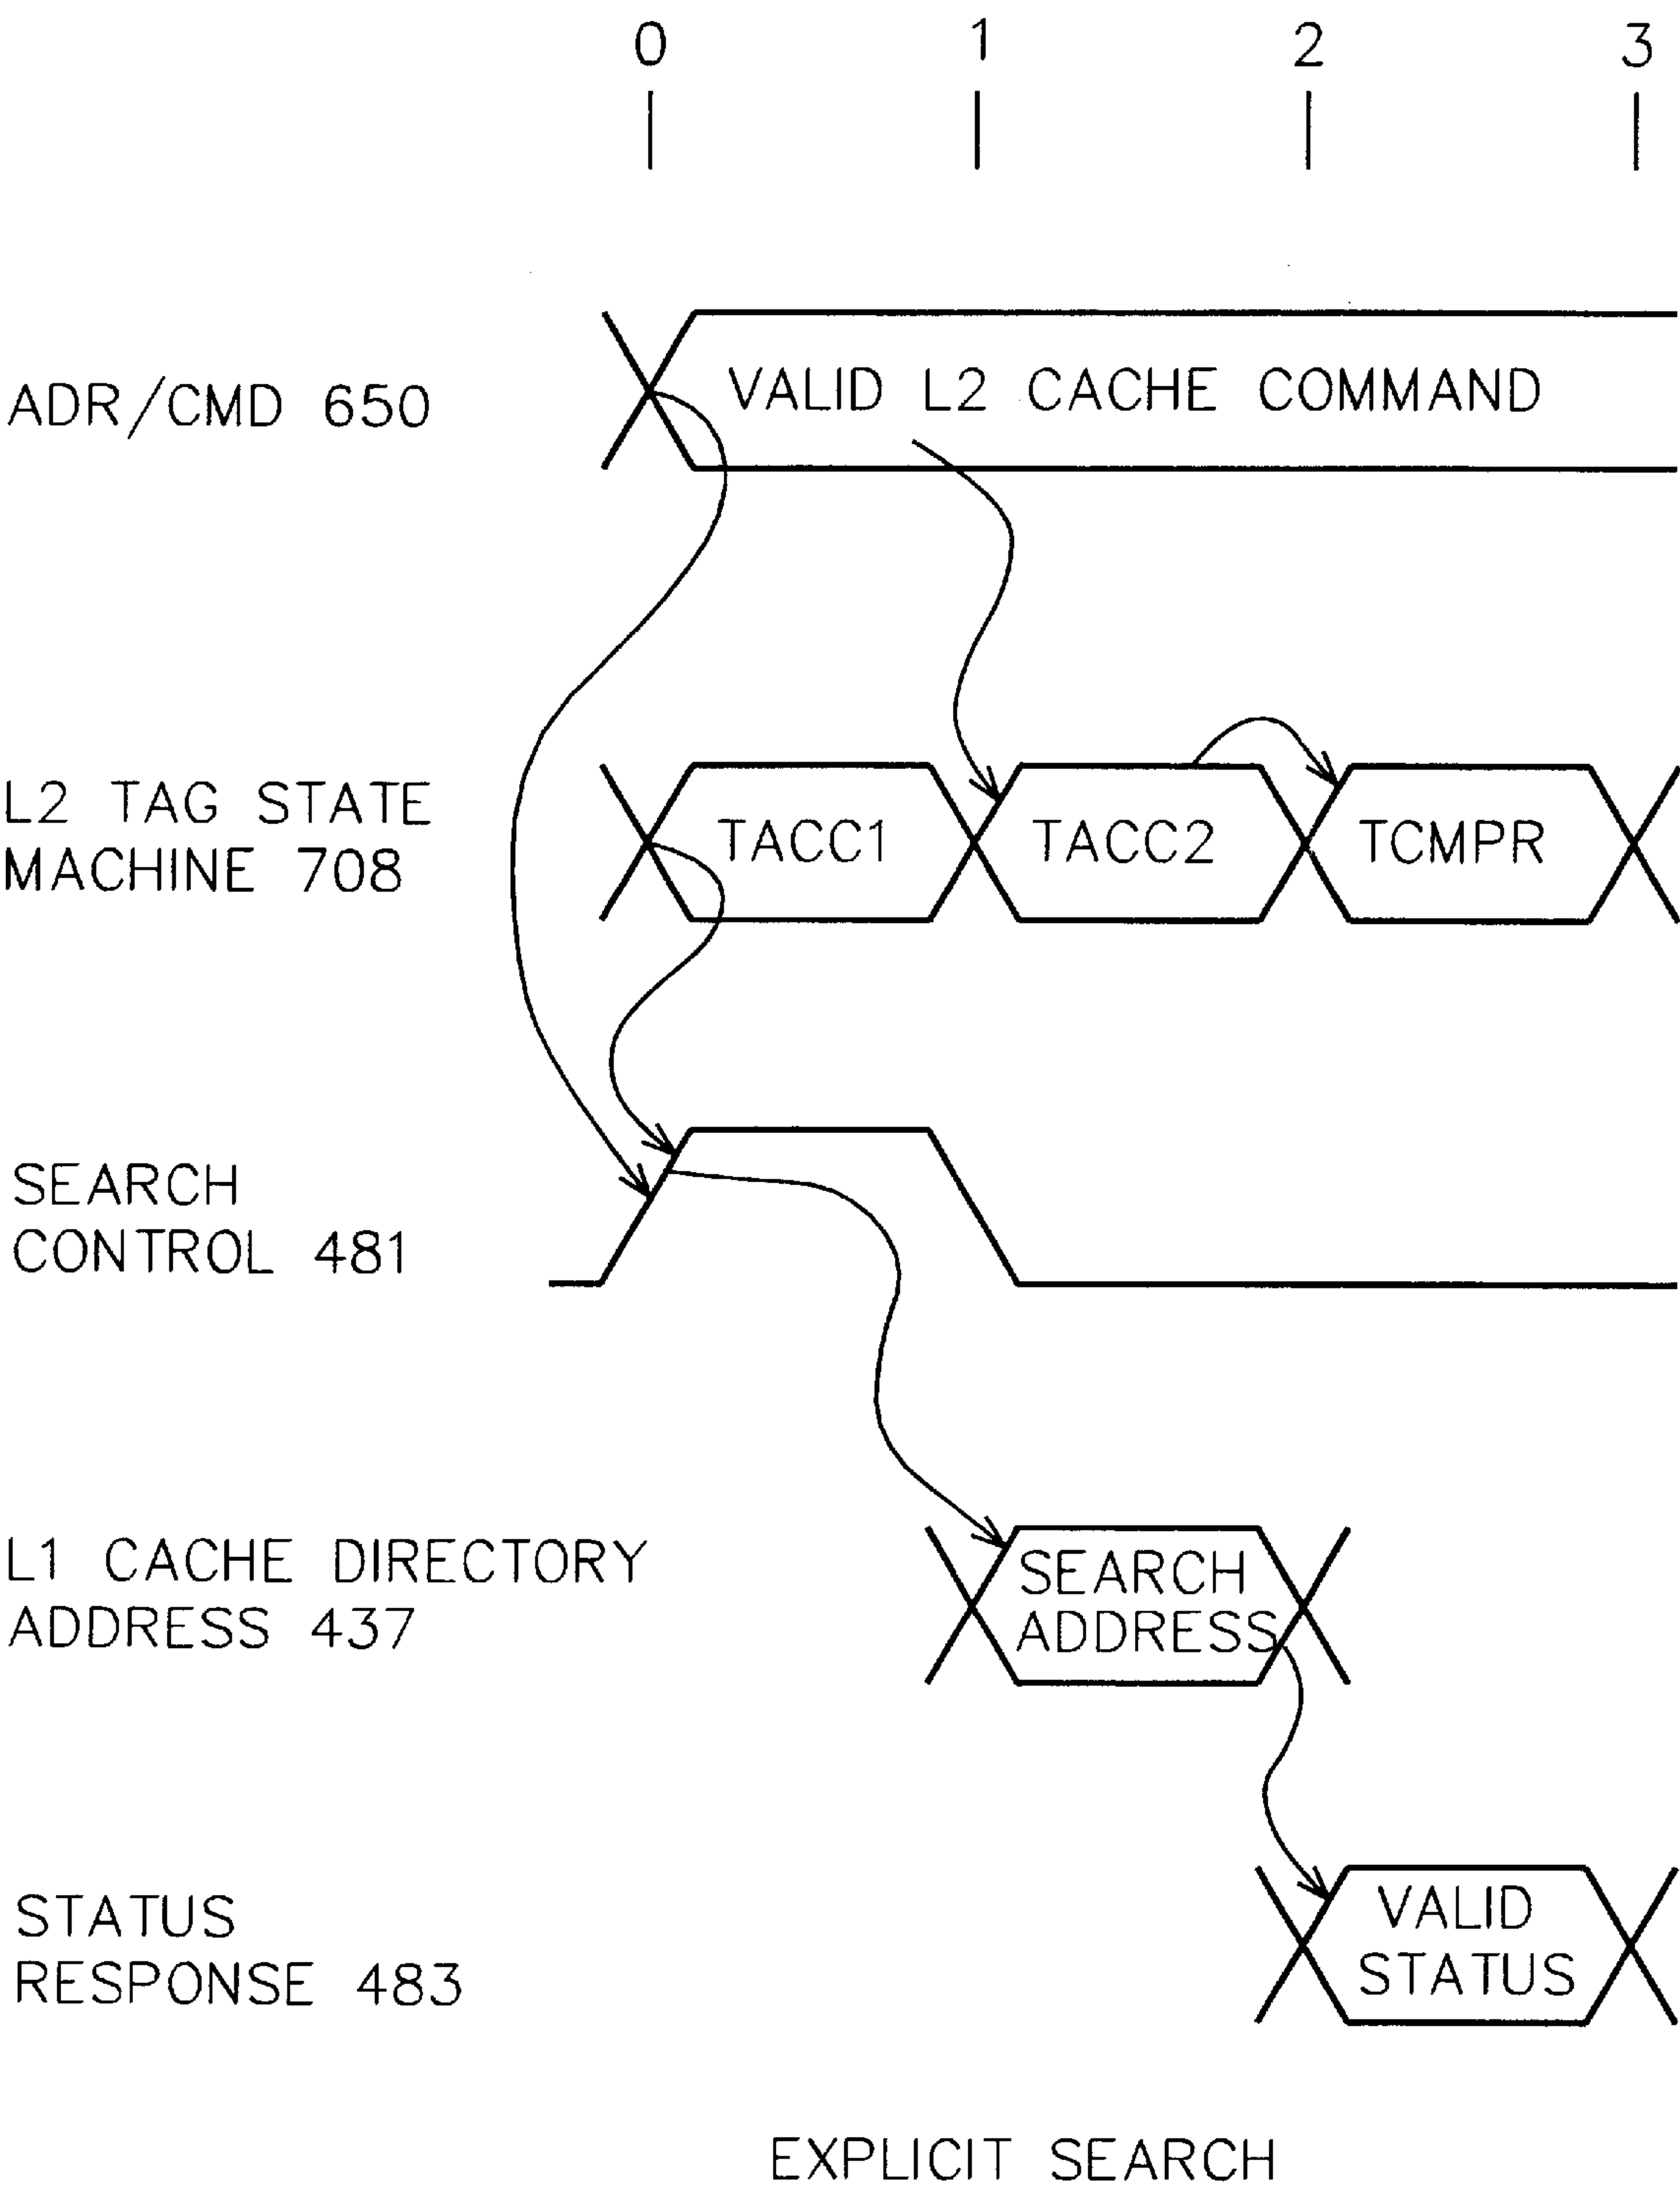 0 1 2 3
ADR/CMD 650
VALID L2 CACHE COMMAND
L2 TAG STATE
MACHINE 708
TACC1 TACC2 TCMPR
SEARCH
CONTROL 481
L1 CACHE DIRECTORY
ADDRESS 437
SEARCH
ADDRESS
STATUS
RESPONSE 483
VALID
STATUS
EXPLICIT SEARCH